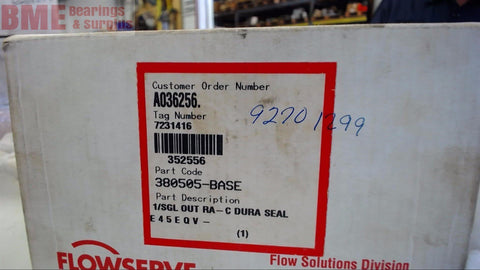 BME Bearings
& Surplus
Customer Order Number
A036256.
Tag Number
7231416
352556
Part Code
380505-BASE
Part Description
1/SGL OUT RA-C DURA SEAL
E45EQV-
(1)
9270 1299
FLOWSERVE
Flow Solutions Division